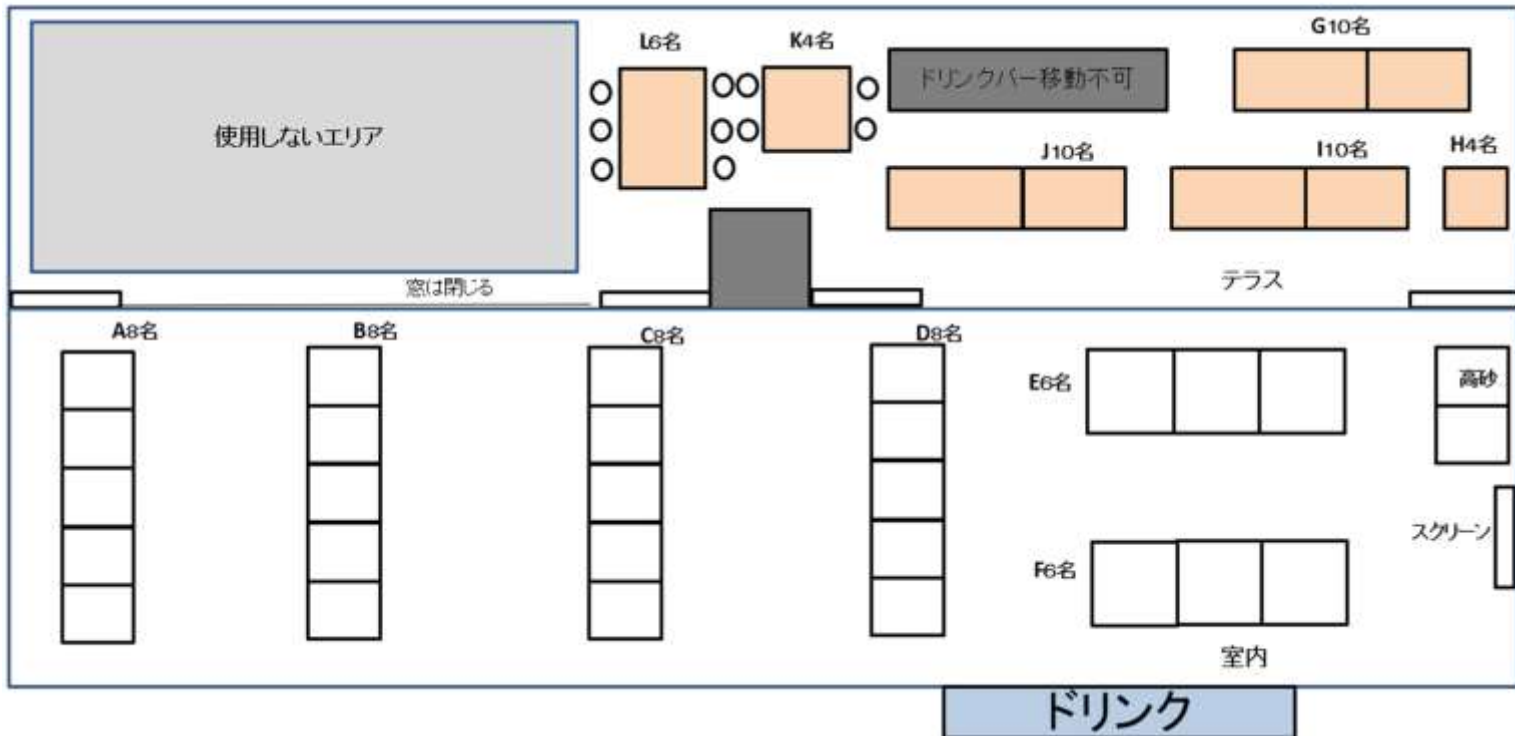 L6名
K4名
G10名
ドリンクバー移動不可
使用しないエリア
J10名
I10名
H4名
窓は閉じる
テラス
A8名
B8名
C8名
D8名
E6名
高砂
スクリーン
F6名
室内
ドリンク